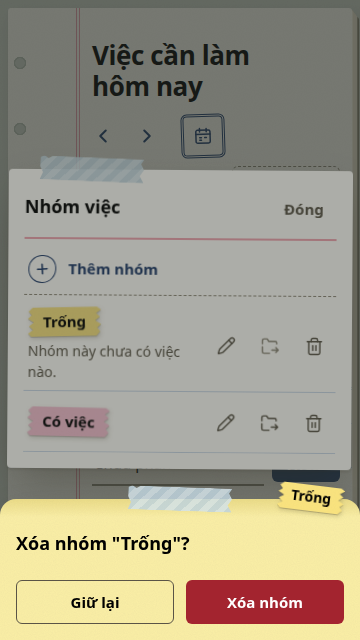 Việc cần làm
hôm nay
Nhóm việc
Đóng
Thêm nhóm
Trống
Nhóm này chưa có việc
nào.
Có việc
Trống
Xóa nhóm "Trống"?
Giữ lại
Xóa nhóm